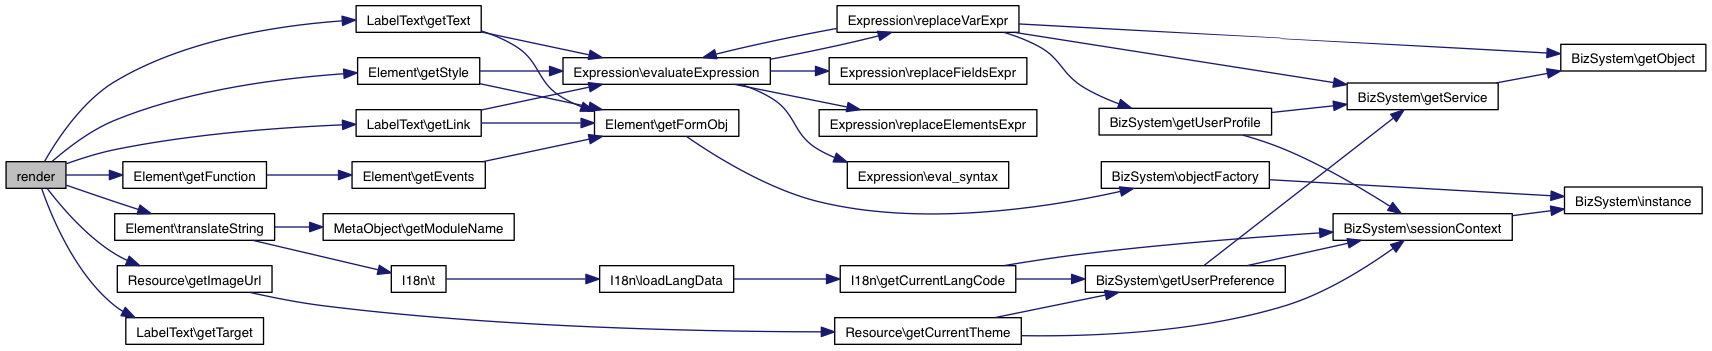 render
LabelText\getText
Element\getStyle
LabelText\getLink
Element\getFunction
Element\getEvents
Element\translateString
MetaObject\getModuleName
Resource\getImageUrl
I18n\t
LabelText\getTarget
Expression\evaluateExpression
Element\getFormObj
I18n\loadLangData
Expression\replaceVarExpr
Expression\replaceFieldsExpr
Expression\replaceElementsExpr
Expression\eval_syntax
I18n\getCurrentLangCode
Resource\getCurrentTheme
BizSystem\getUserProfile
BizSystem\objectFactory
BizSystem\getUserPreference
BizSystem\getService
BizSystem\sessionContext
BizSystem\getObject
BizSystem\instance